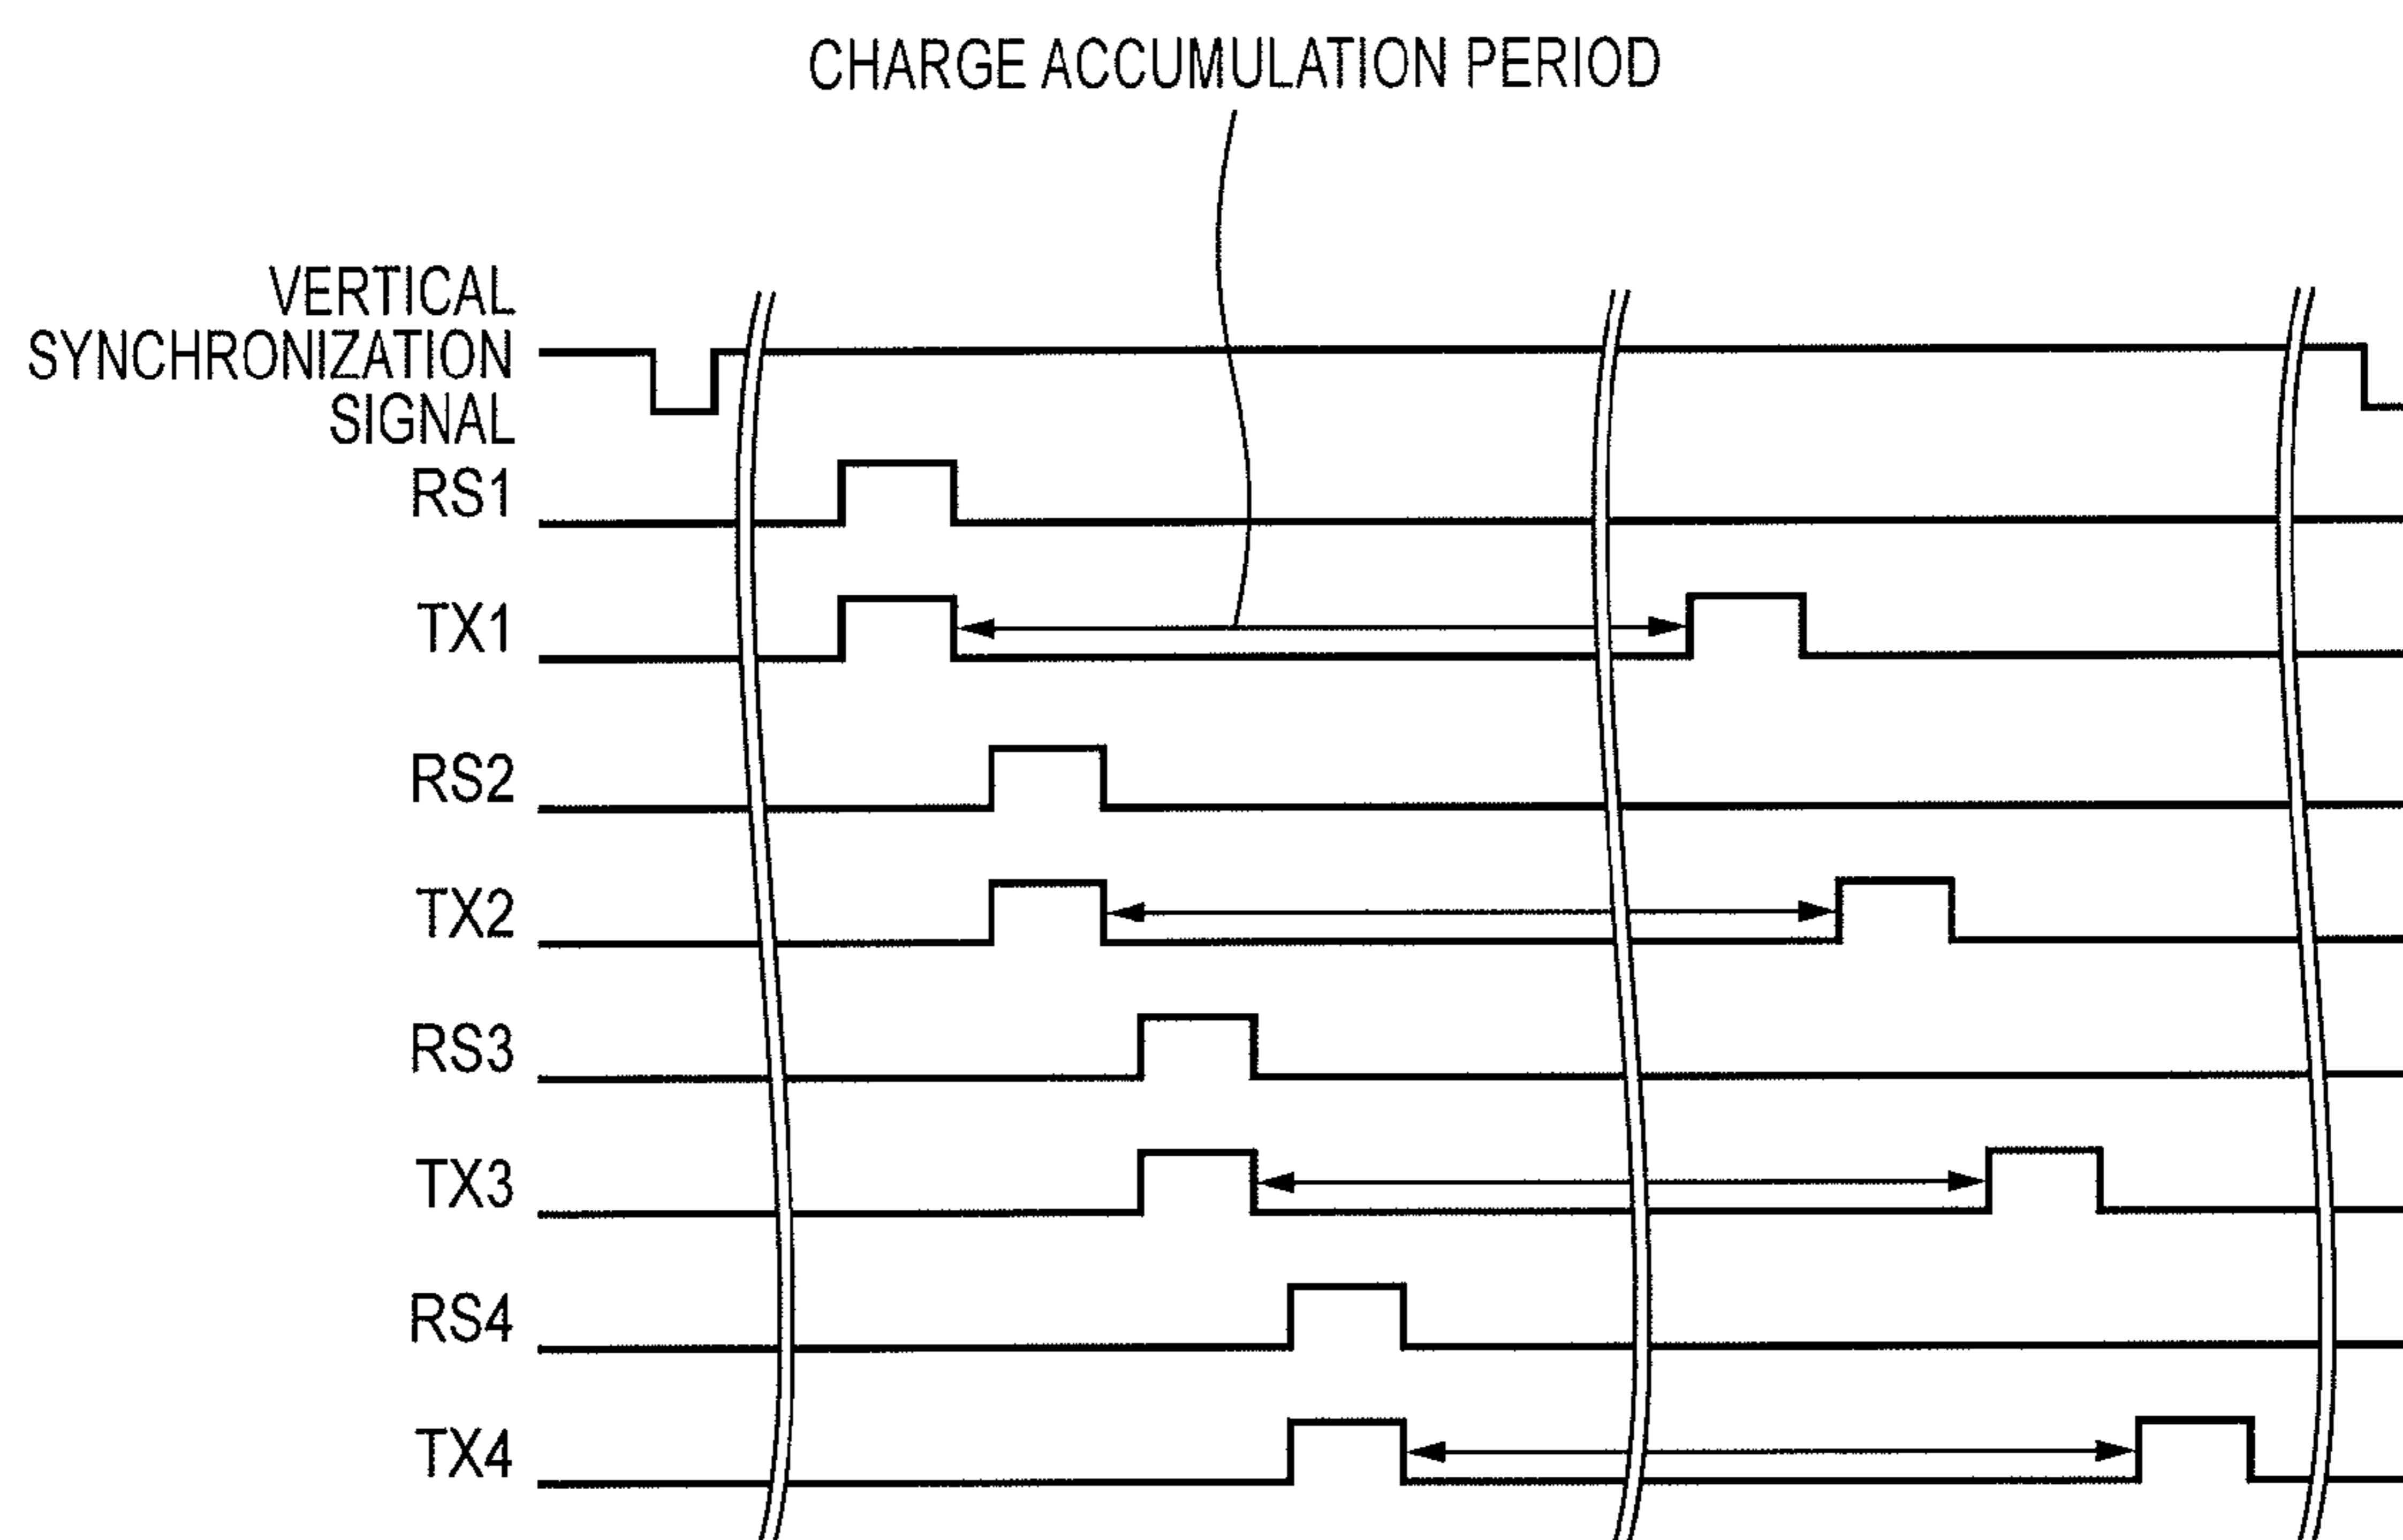 CHARGE ACCUMULATION PERIOD
VERTICAL
SYNCHRONIZATION
SIGNAL
RS1
TX1
RS2
TX2
RS3
TX3
RS4
TX4